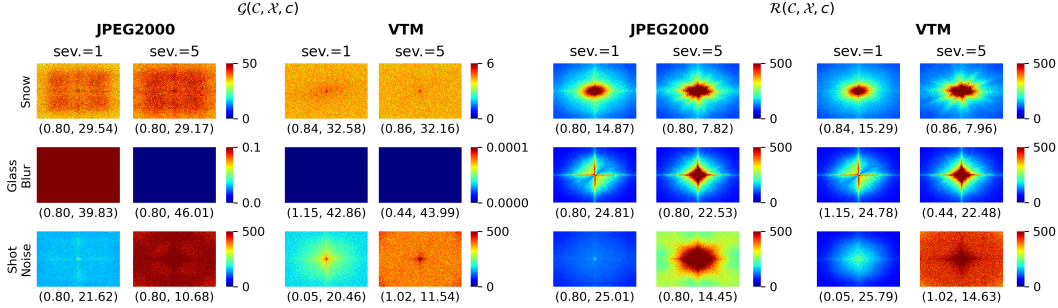 𝒢(𝒞, 𝒳, c) ℛ(𝒞, 𝒳, c)
JPEG2000 VTM JPEG2000 VTM
sev.=1 sev.=5 sev.=1 sev.=5 sev.=1 sev.=5 sev.=1 sev.=5
Snow 50 0 6 0 500 0 500 0
(0.80, 29.54) (0.80, 29.17) (0.84, 32.58) (0.86, 32.16) (0.80, 14.87) (0.80, 7.82) (0.84, 15.29) (0.86, 7.96)
Glass Blur 0.1 0.0 0.0001 0.0000 500 0 500 0
(0.80, 39.83) (0.80, 46.01) (1.15, 42.86) (0.44, 43.99) (0.80, 24.81) (0.80, 22.53) (1.15, 24.78) (0.44, 22.48)
Shot Noise 500 0 500 0 500 0 500 0
(0.80, 21.62) (0.80, 10.68) (0.05, 20.46) (1.02, 11.54) (0.80, 25.01) (0.80, 14.45) (0.05, 25.79) (1.02, 14.63)